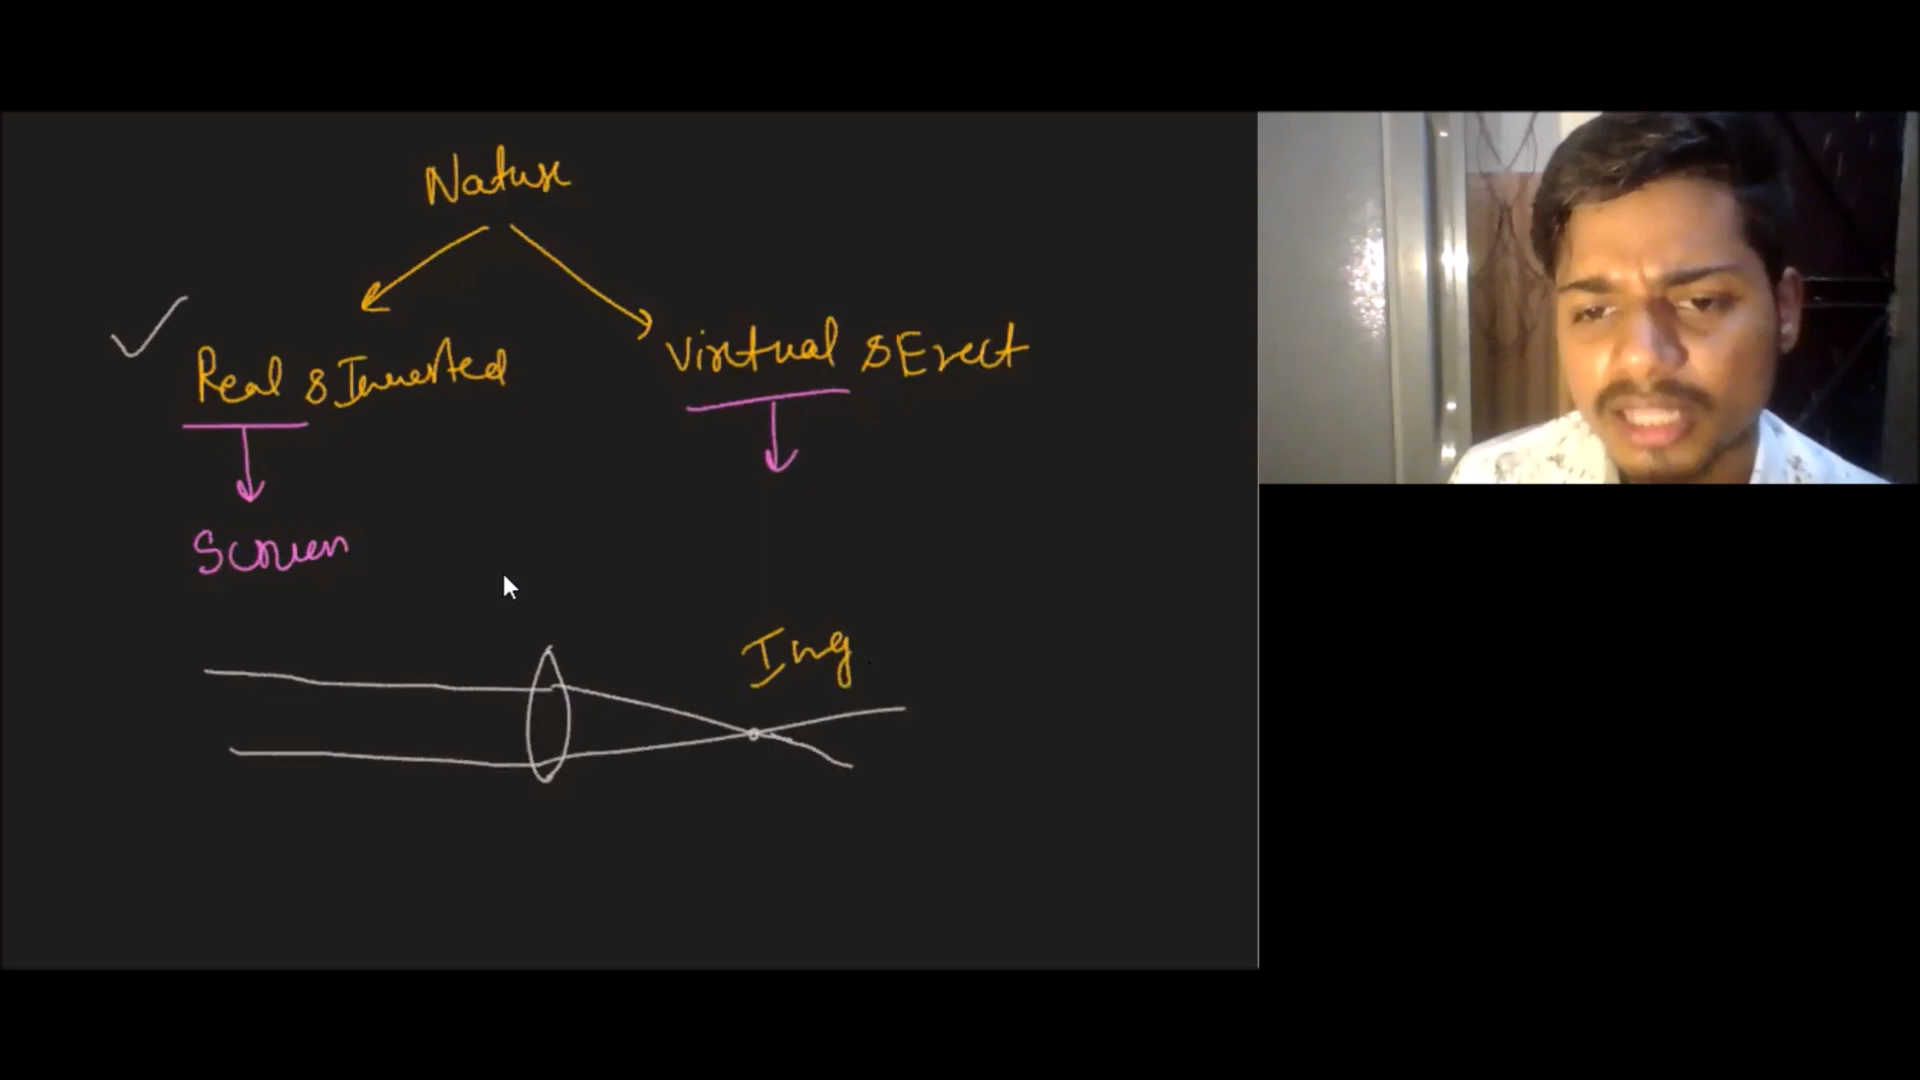 Nature
Real & Inverted
Virtual & Erect
Screen
Img